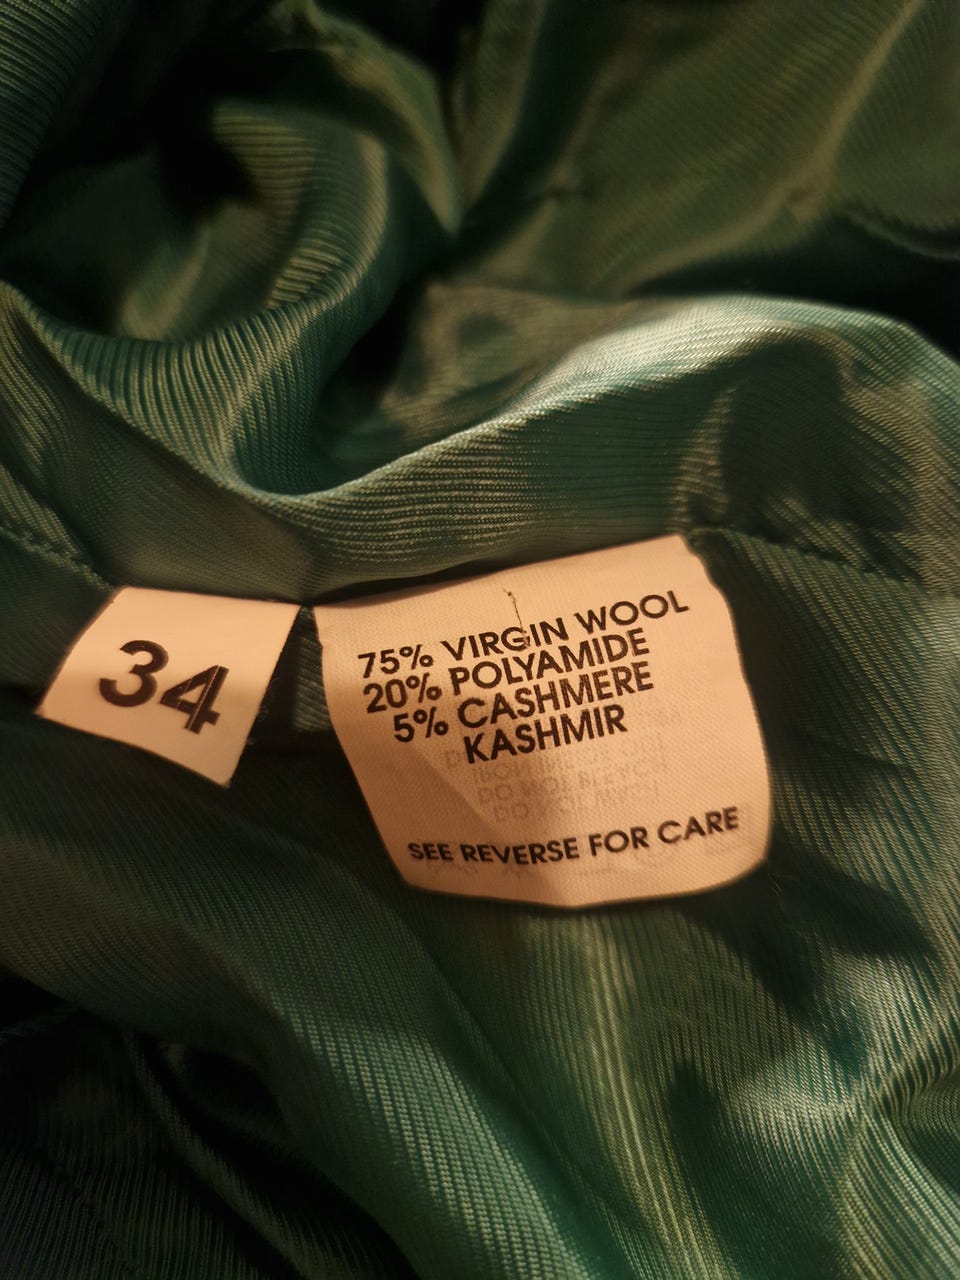 34
75% VIRGIN WOOL
20% POLYAMIDE
5% CASHMERE
KASHMIR
SEE REVERSE FOR CARE